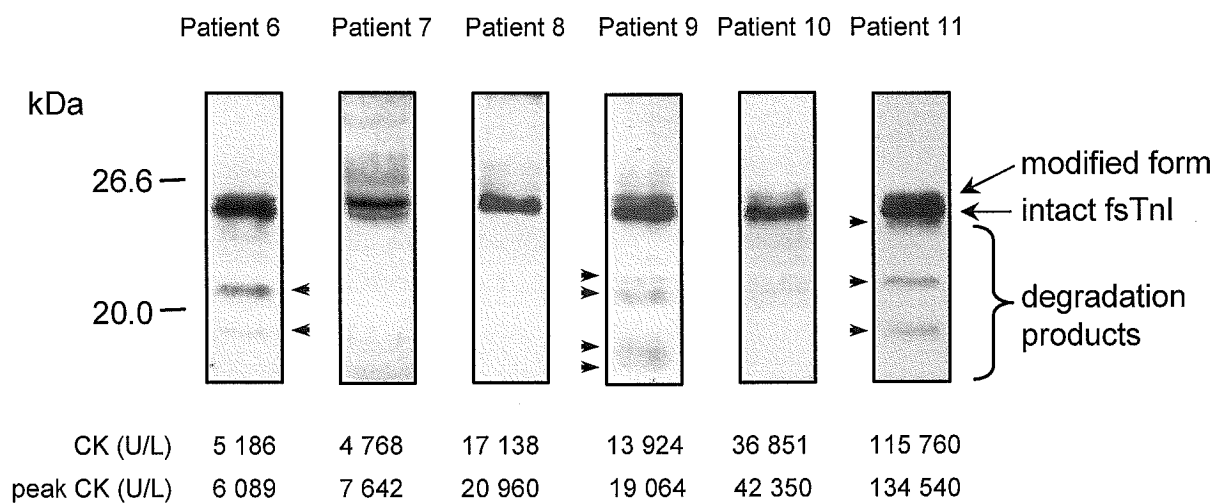 Patient 6 Patient 7 Patient 8 Patient 9 Patient 10 Patient 11
kDa
26.6
20.0
modified form
intact fsTnI
degradation
products
CK (U/L) 5 186 4 768 17 138 13 924 36 851 115 760
peak CK (U/L) 6 089 7 642 20 960 19 064 42 350 134 540